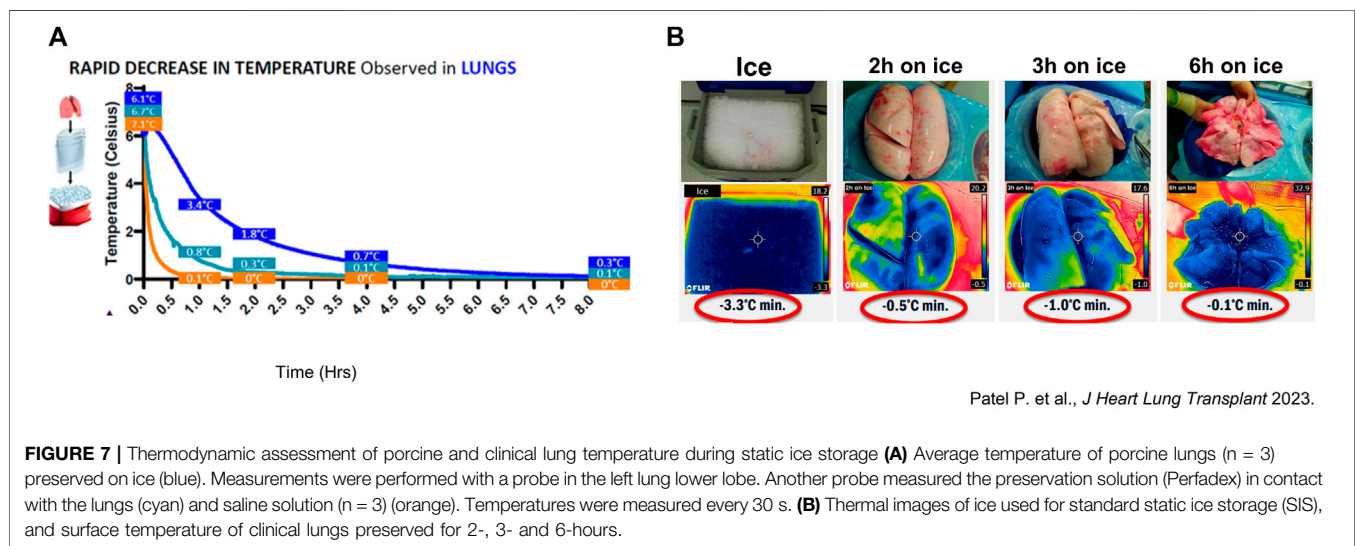 A
RAPID DECREASE IN TEMPERATURE Observed in LUNGS
Temperature (Celsius)
8
6
4
2
0
6.1°C
6.7°C
7.1°C
3.4°C
1.8°C
0.7°C
0.3°C
0.8°C
0.3°C
0.1°C
0.1°C
0.1°C
0°C
0°C
0°C
0.0 0.5 1.0 1.5 2.0 2.5 3.0 3.5 4.0 4.5 5.0 5.5 6.0 6.5 7.0 7.5 8.0
Time (Hrs)
B
Ice 2h on ice 3h on ice 6h on ice
Ice 18.2 2h on Ice 20.2 3h on Ice 17.6 6h on Ice 32.9
FLIR -3.3 FLIR -0.5 FLIR -1.0 FLIR -0.1
-3.3°C min. -0.5°C min. -1.0°C min. -0.1°C min.
Patel P. et al., J Heart Lung Transplant 2023.
FIGURE 7 | Thermodynamic assessment of porcine and clinical lung temperature during static ice storage (A) Average temperature of porcine lungs (n = 3)
preserved on ice (blue). Measurements were performed with a probe in the left lung lower lobe. Another probe measured the preservation solution (Perfadex) in contact
with the lungs (cyan) and saline solution (n = 3) (orange). Temperatures were measured every 30 s. (B) Thermal images of ice used for standard static ice storage (SIS),
and surface temperature of clinical lungs preserved for 2-, 3- and 6-hours.